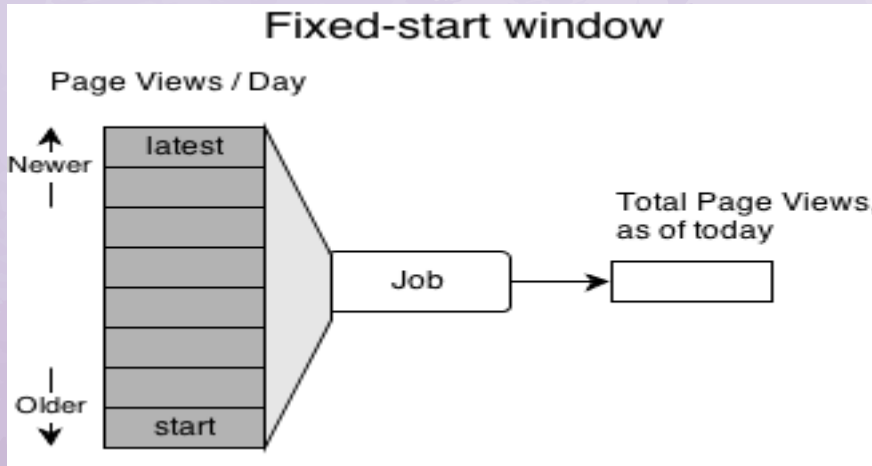 Fixed-start window
Page Views / Day
Newer
latest
Job
Total Page Views,
as of today
Older
start